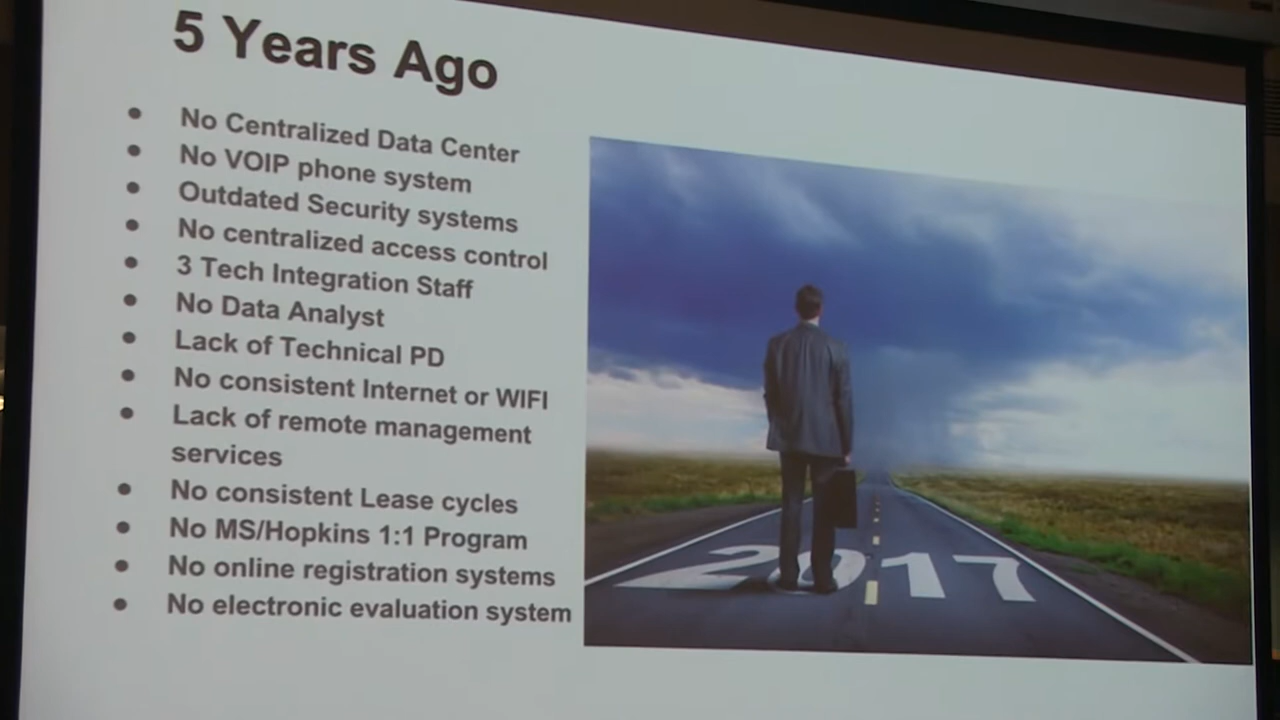 5 Years Ago
No Centralized Data Center
No VOIP phone system
Outdated Security systems
No centralized access control
3 Tech Integration Staff
No Data Analyst
Lack of Technical PD
No consistent Internet or WIFI
Lack of remote management
services
No consistent Lease cycles
No MS/Hopkins 1:1 Program
No online registration systems
No electronic evaluation system
2017